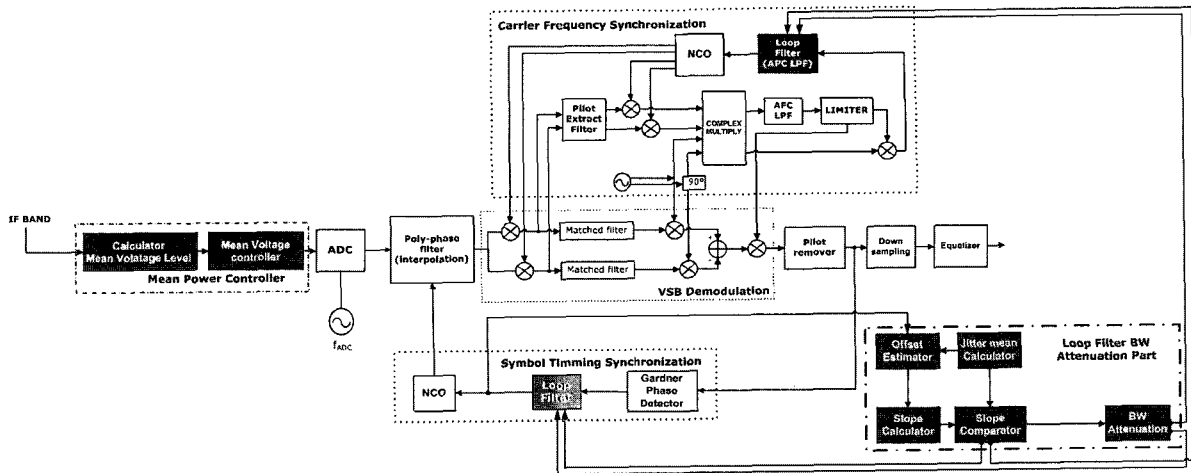 Carrier Frequency Synchronization
NCO
Loop
Filter
(APC LPF)
Pilot
Extract
Filter
COMPLEX
MULTIPLY
AFC
LPF
LIMITER
90°
IF BAND
Calculator
Mean Volatage Level
Mean Voltage
controller
Mean Power Controller
ADC
fADC
Poly-phase
filter
(interpolation)
Matched filter
Matched filter
VSB Demodulation
Pilot
remover
Down
sampling
Equaliser
Symbol Timming Synchronization
NCO
Loop
Filter
Gardner
Phase
Detector
Offset
Estimator
Jitter mean
Calculator
Loop Filter BW
Attenuation Part
Slope
Calculator
Slope
Comparator
BW
Attenuation